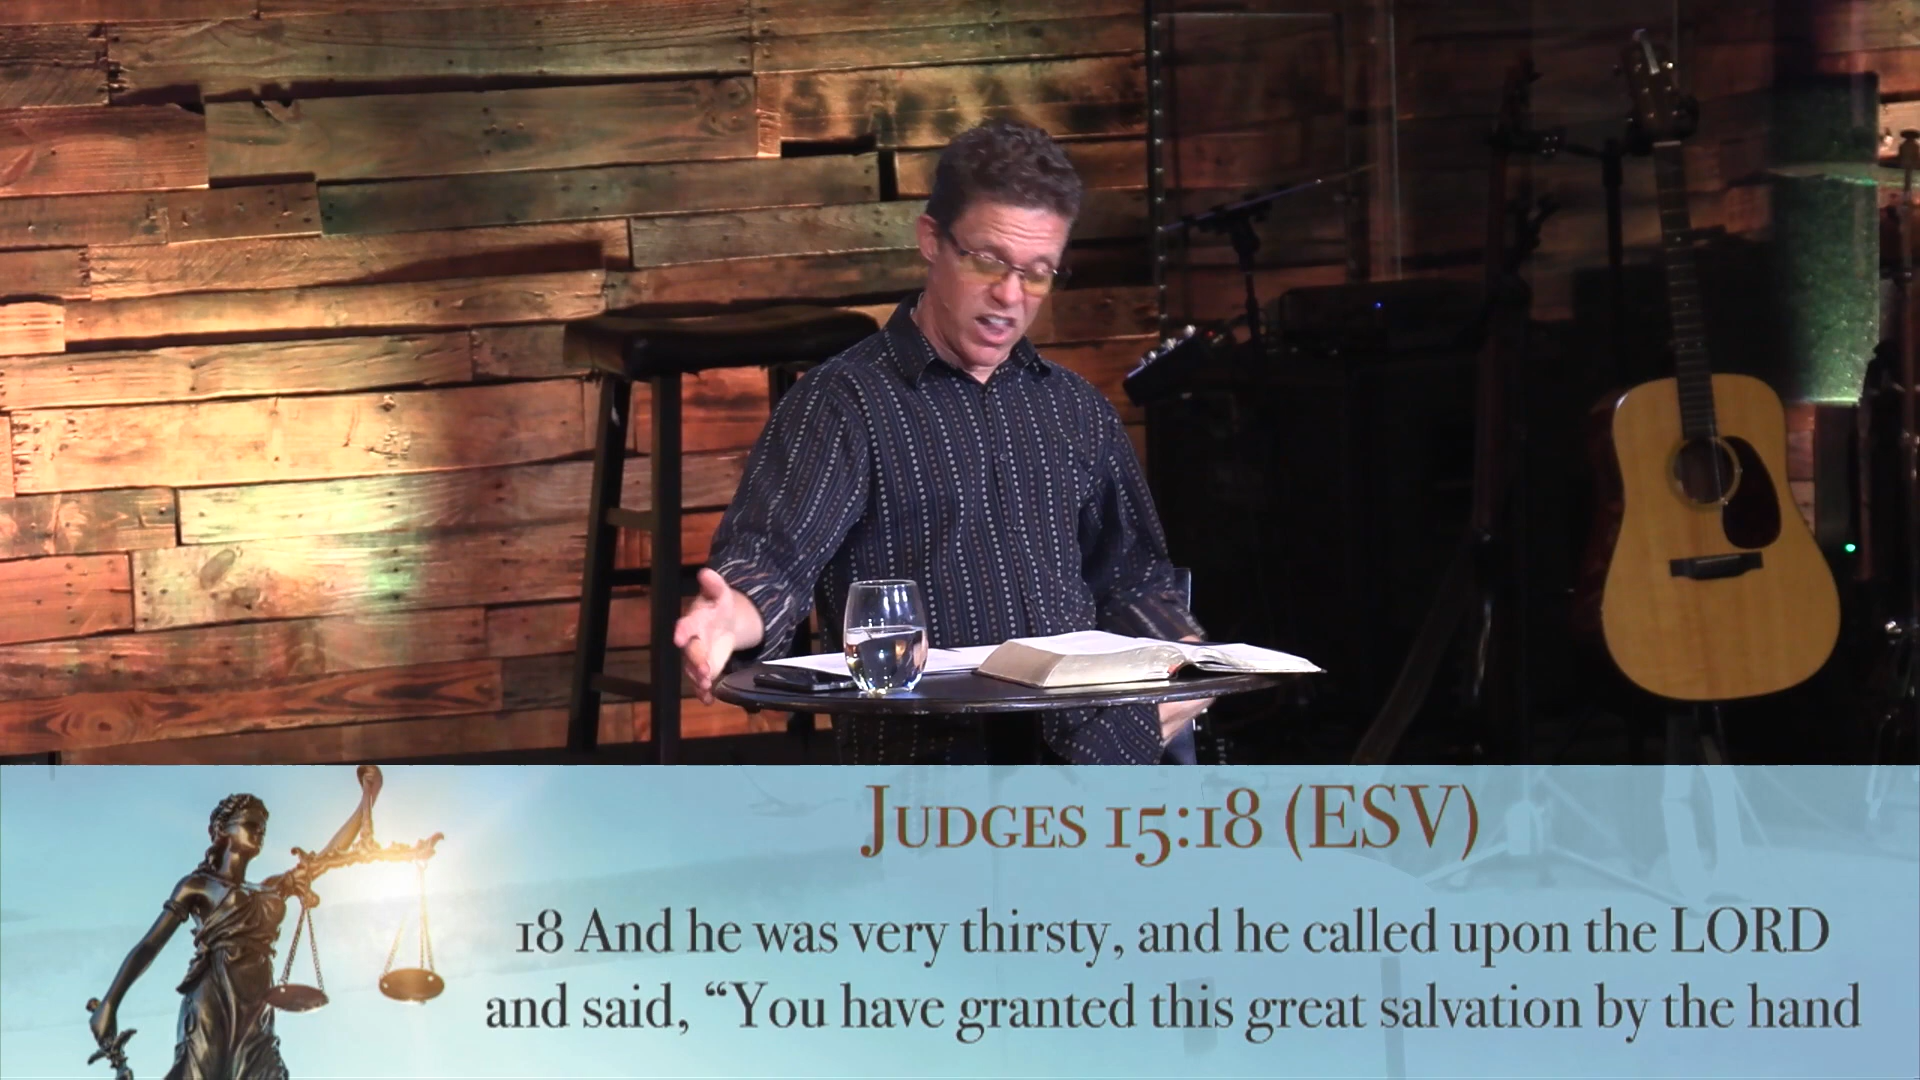 Judges 15:18 (ESV)
18 And he was very thirsty, and he called upon the LORD
and said, “You have granted this great salvation by the hand